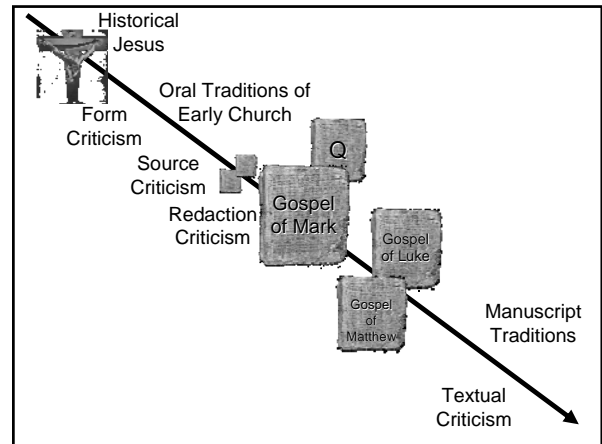 Historical
Jesus
Oral Traditions of
Early Church
Form
Criticism
Q
Source
Criticism
Gospel
of Mark
Redaction
Criticism
Gospel
of Luke
Gospel
of
Matthew
Manuscript
Traditions
Textual
Criticism